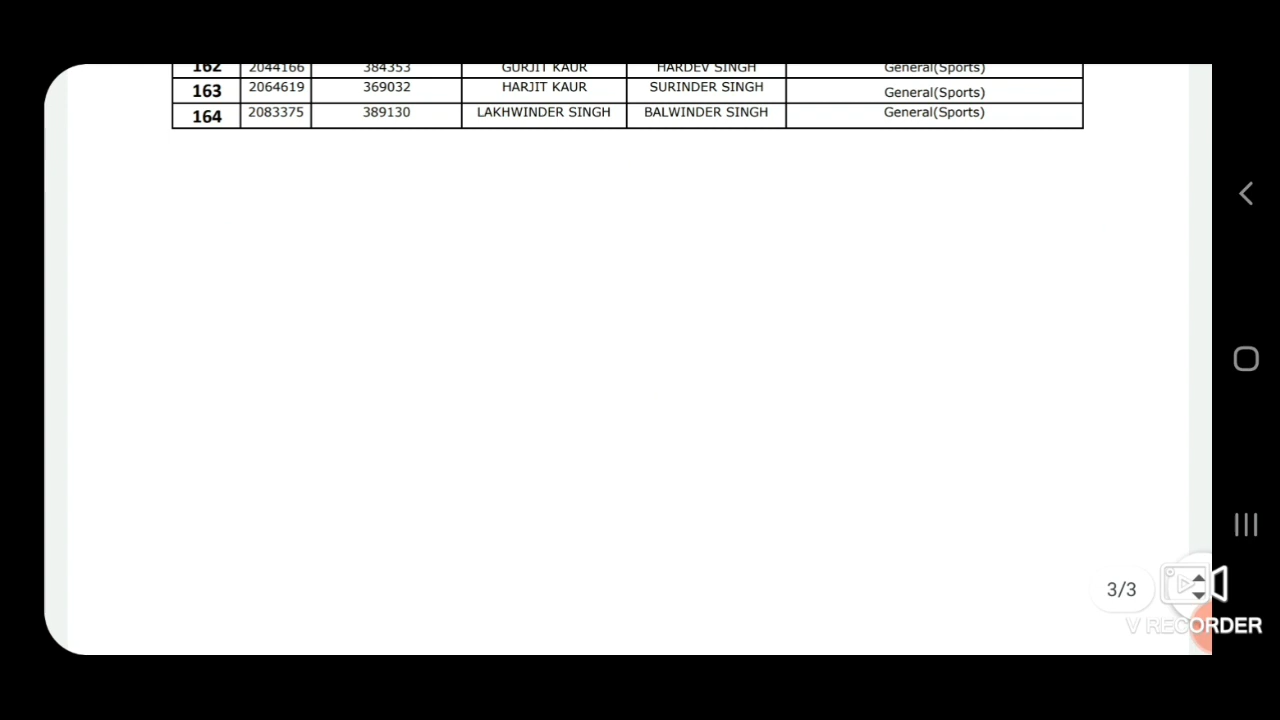 162 2044166 384353 GURJIT KAUR HARDEV SINGH General(Sports)
163 2064619 369032 HARJIT KAUR SURINDER SINGH General(Sports)
164 2083375 389130 LAKHWINDER SINGH BALWINDER SINGH General(Sports)
3/3
V RECORDER